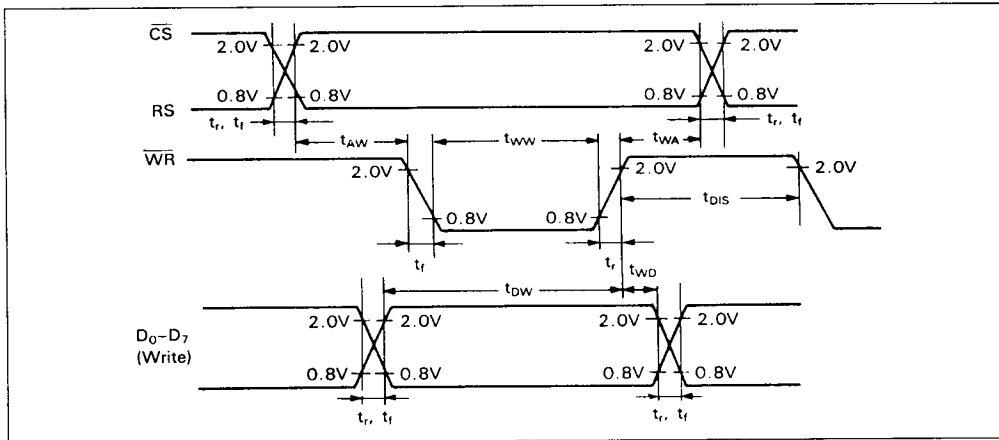 C̅S̅
2.0V 2.0V 2.0V 2.0V
0.8V 0.8V 0.8V 0.8V
RS
tr, tf tr, tf
tAW tWW tWA
W̅R̅
2.0V 2.0V 2.0V
tDIS
0.8V 0.8V
tf tr tWD
tDW
2.0V 2.0V 2.0V 2.0V
D0–D7
(Write)
0.8V 0.8V 0.8V 0.8V
tr, tf tr, tf